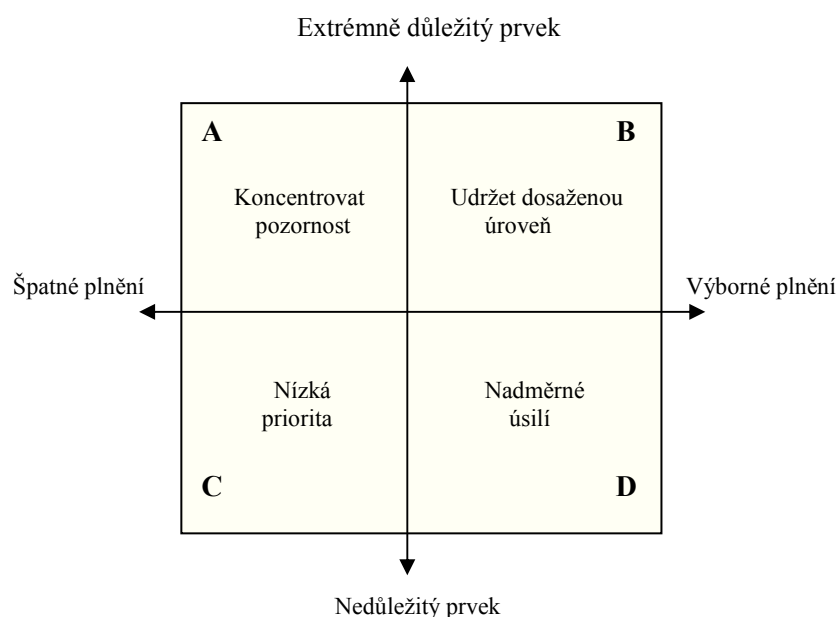 Extrémně důležitý prvek
A
B
Koncentrovat
pozornost
Udržet dosaženou
úroveň
Špatné plnění
Výborné plnění
Nízká
priorita
Nadměrné
úsilí
C
D
Nedůležitý prvek